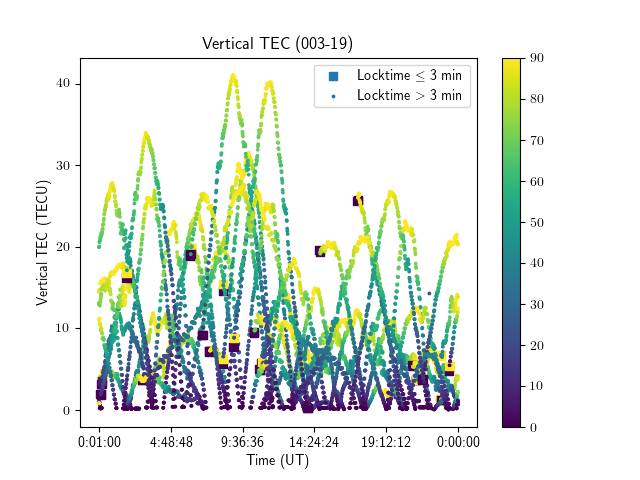 Vertical TEC (003-19)
Locktime ≤ 3 min
Locktime > 3 min
Vertical TEC (TECU)
40
30
20
10
0
0:01:00 4:48:48 9:36:36 14:24:24 19:12:12 0:00:00
Time (UT)
90
80
70
60
50
40
30
20
10
0